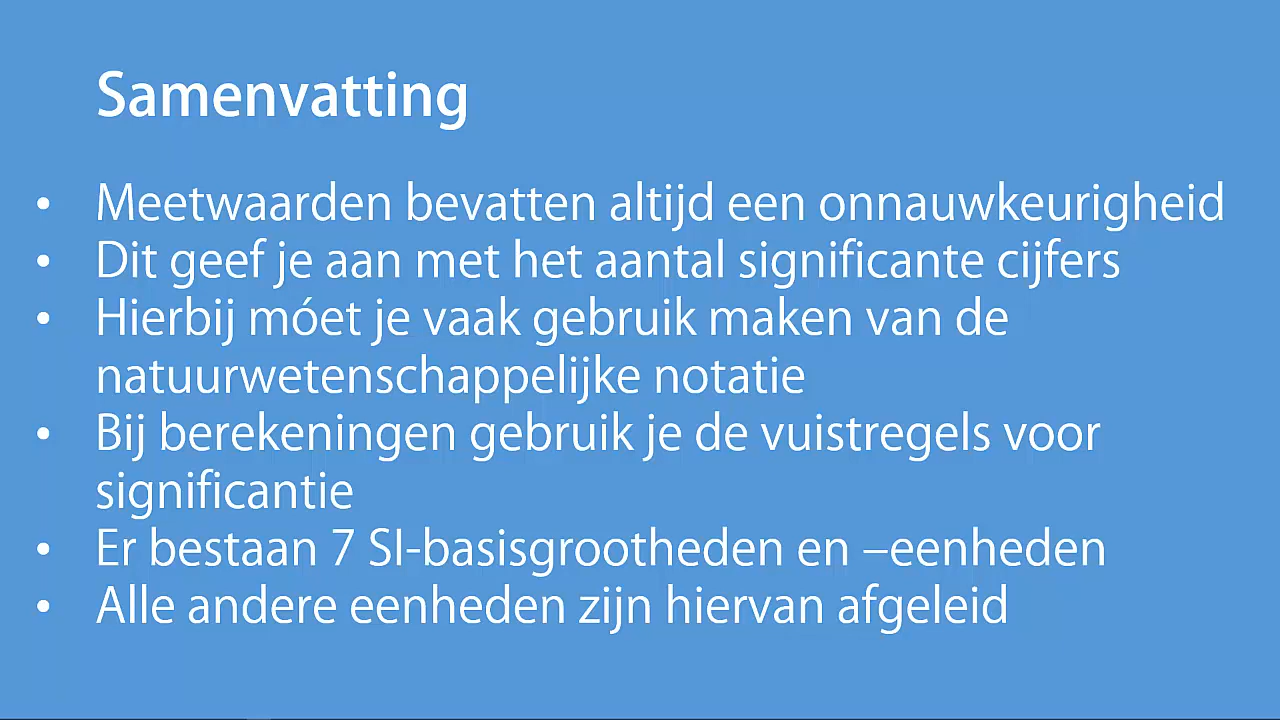 Samenvatting
• Meetwaarden bevatten altijd een onnauwkeurigheid
• Dit geef je aan met het aantal significante cijfers
• Hierbij móet je vaak gebruik maken van de
natuurwetenschappelijke notatie
• Bij berekeningen gebruik je de vuistregels voor
significantie
• Er bestaan 7 SI-basisgrootheden en –eenheden
• Alle andere eenheden zijn hiervan afgeleid